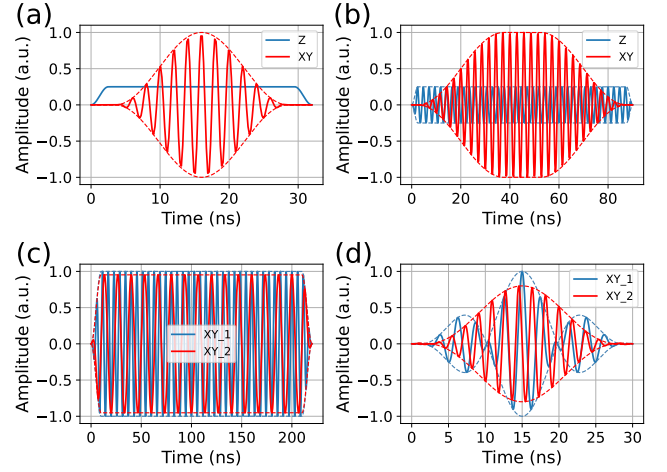 (a)
Amplitude (a.u.)
1.0
0.5
0.0
−0.5
−1.0
Z
XY
0 10 20 30
Time (ns)
(b)
Amplitude (a.u.)
1.0
0.5
0.0
−0.5
−1.0
Z
XY
0 20 40 60 80
Time (ns)
(c)
Amplitude (a.u.)
1.0
0.5
0.0
−0.5
−1.0
XY_1
XY_2
0 50 100 150 200
Time (ns)
(d)
Amplitude (a.u.)
1.0
0.5
0.0
−0.5
−1.0
XY_1
XY_2
0 5 10 15 20 25 30
Time (ns)